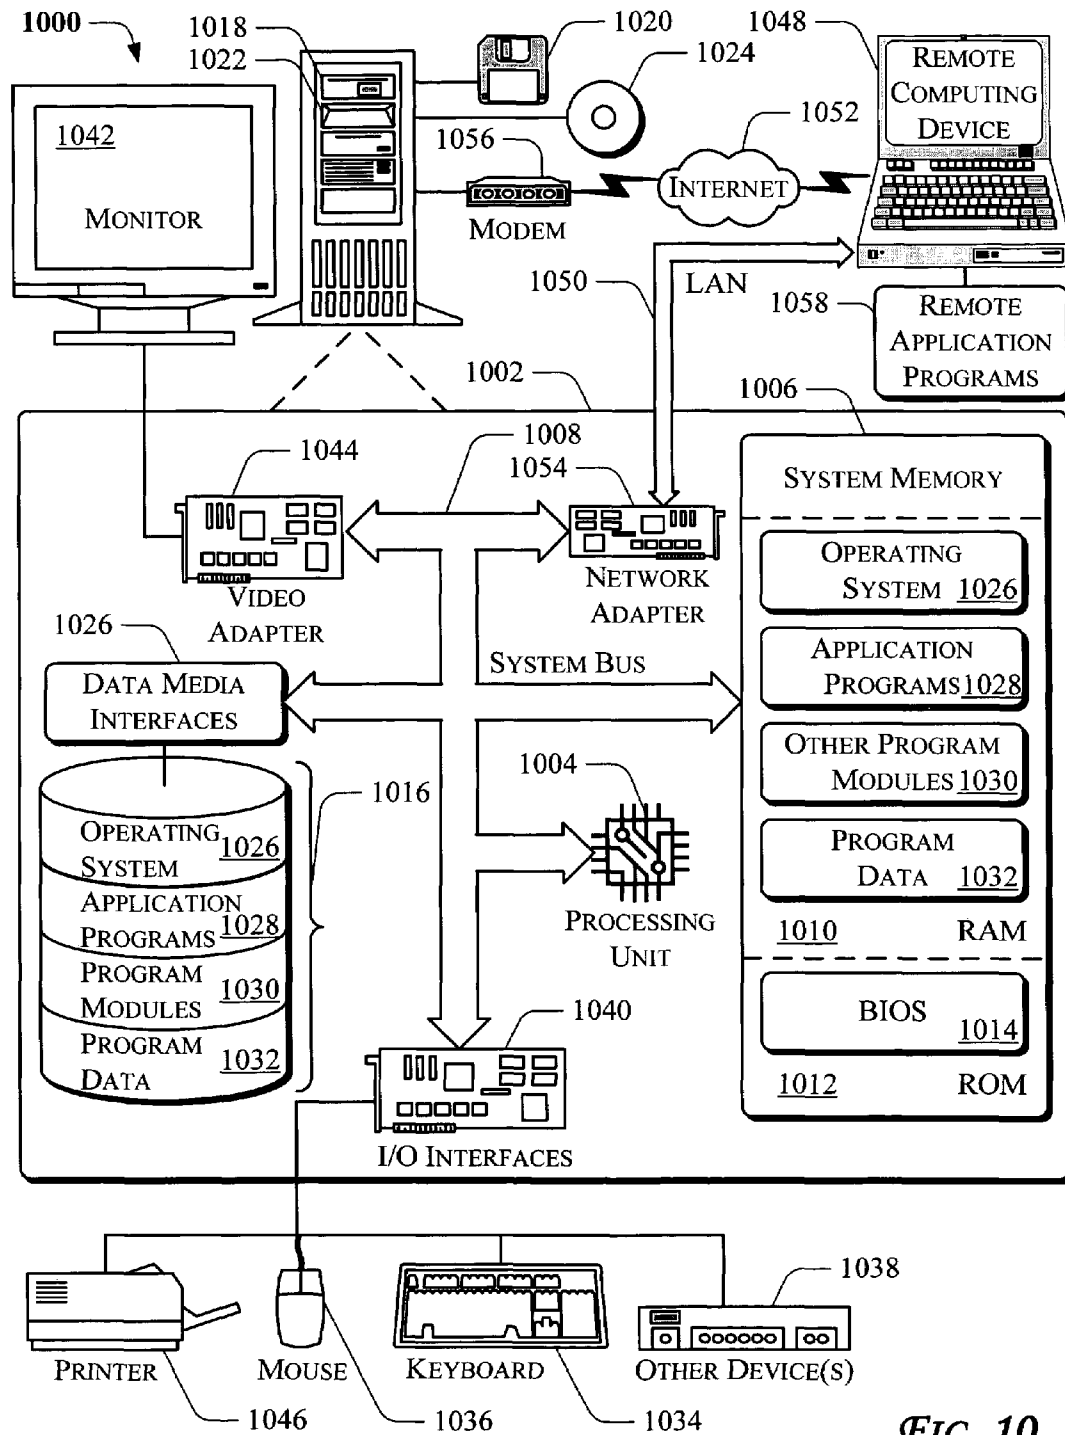 1000
1018
1022
1020
1024
1048
REMOTE
COMPUTING
DEVICE
1042
MONITOR
1056
MODEM
1052
INTERNET
1050
LAN
1058
REMOTE
APPLICATION
PROGRAMS
1002
1006
1044
1008
1054
SYSTEM MEMORY
VIDEO
ADAPTER
NETWORK
ADAPTER
OPERATING
SYSTEM 1026
1026
DATA MEDIA
INTERFACES
SYSTEM BUS
APPLICATION
PROGRAMS 1028
OTHER PROGRAM
MODULES 1030
1004
1016
OPERATING
SYSTEM 1026
APPLICATION
PROGRAMS 1028
PROGRAM
MODULES 1030
PROGRAM
DATA 1032
PROCESSING
UNIT
PROGRAM
DATA 1032
1010 RAM
BIOS
1014
1012 ROM
1040
I/O INTERFACES
PRINTER
1046
MOUSE
1036
KEYBOARD
1034
1038
OTHER DEVICE(S)
FIG. 10